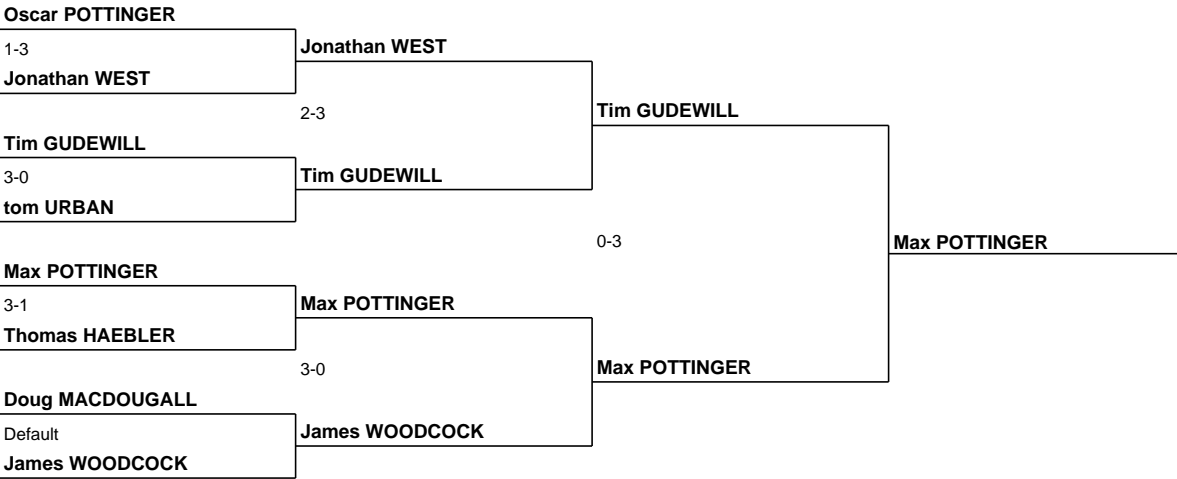 Oscar POTTINGER
1-3
Jonathan WEST
Jonathan WEST
2-3
Tim GUDEWILL
Tim GUDEWILL
3-0
tom URBAN
Tim GUDEWILL
0-3
Max POTTINGER
Max POTTINGER
3-1
Thomas HAEBLER
Max POTTINGER
3-0
Max POTTINGER
Doug MACDOUGALL
Default
James WOODCOCK
James WOODCOCK